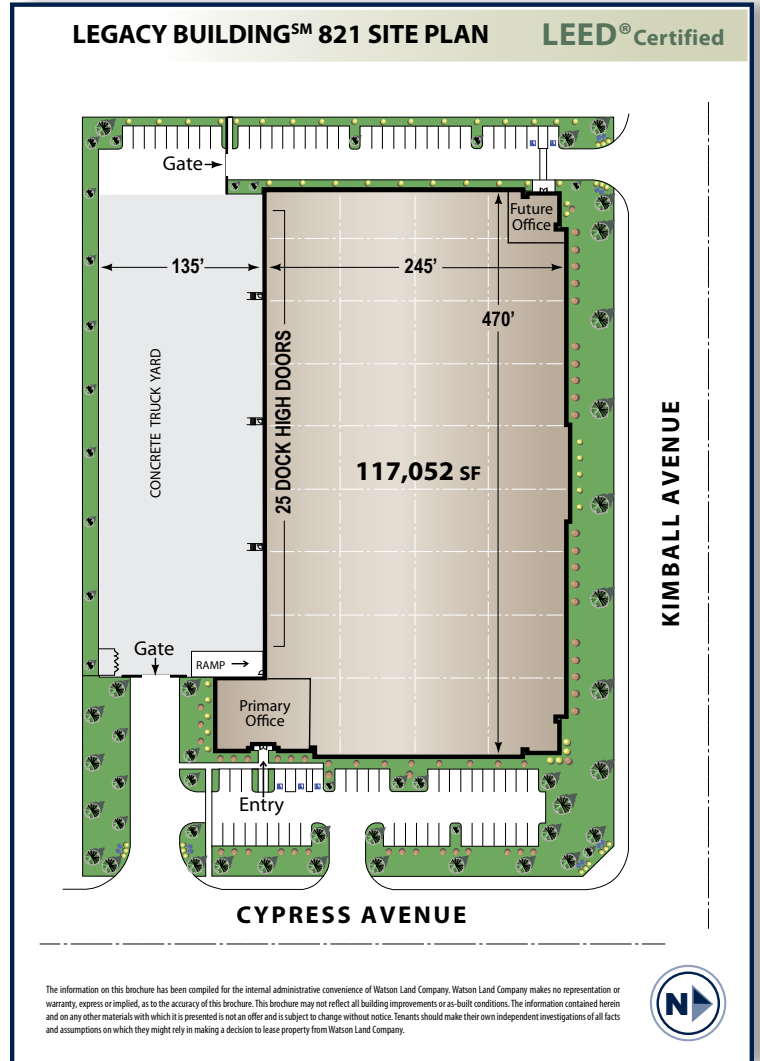 LEGACY BUILDING℠ 821 SITE PLAN
LEED® Certified
Gate
Future
Office
135'
245'
470'
CONCRETE TRUCK YARD
25 DOCK HIGH DOORS
117,052 SF
KIMBALL AVENUE
Gate
RAMP
Primary
Office
Entry
CYPRESS AVENUE
The information on this brochure has been compiled for the internal administrative convenience of Watson Land Company. Watson Land Company makes no representation or
warranty, express or implied, as to the accuracy of this brochure. This brochure may not reflect all building improvements or as-built conditions. The information contained herein
and on any other materials with which it is presented is not an offer and is subject to change without notice. Tenants should make their own independent investigations of all facts
and assumptions on which they might rely in making a decision to lease property from Watson Land Company.
N